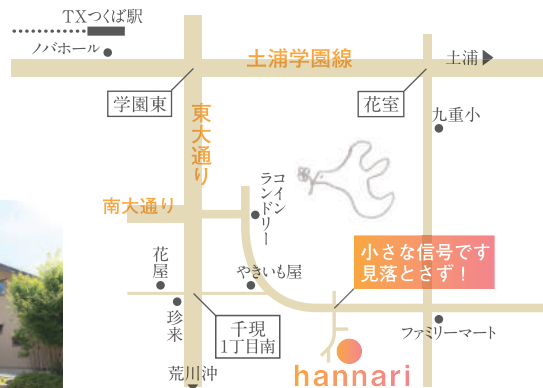 TXつくば駅
ノバホール
土浦学園線
土浦
学園東
花室
東大通り
九重小
コイン
ランドリー
南大通り
小さな信号です
見落とさず！
花屋
やきいも屋
珍来
千現
1丁目南
ファミリーマート
荒川沖
hannari